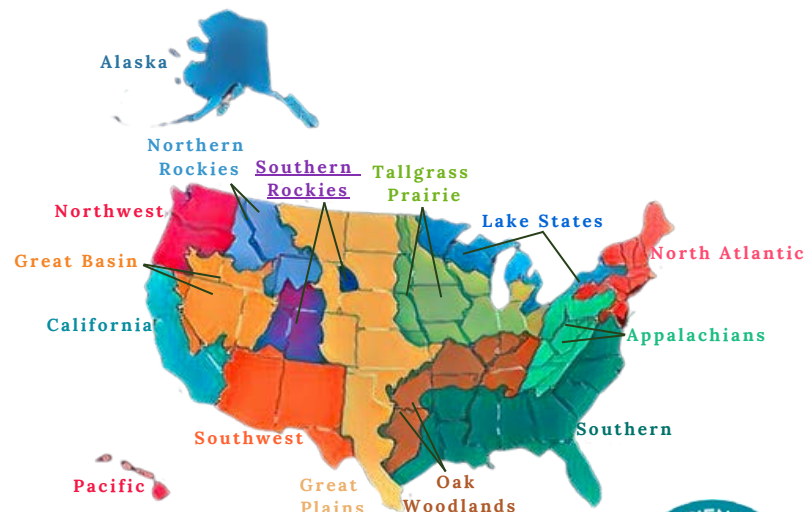 Alaska
Northern
Rockies
Southern
Rockies
Tallgrass
Prairie
Northwest
Lake States
Great Basin
North Atlantic
California
Appalachians
Southwest
Southern
Pacific
Great
Plains
Oak
Woodlands